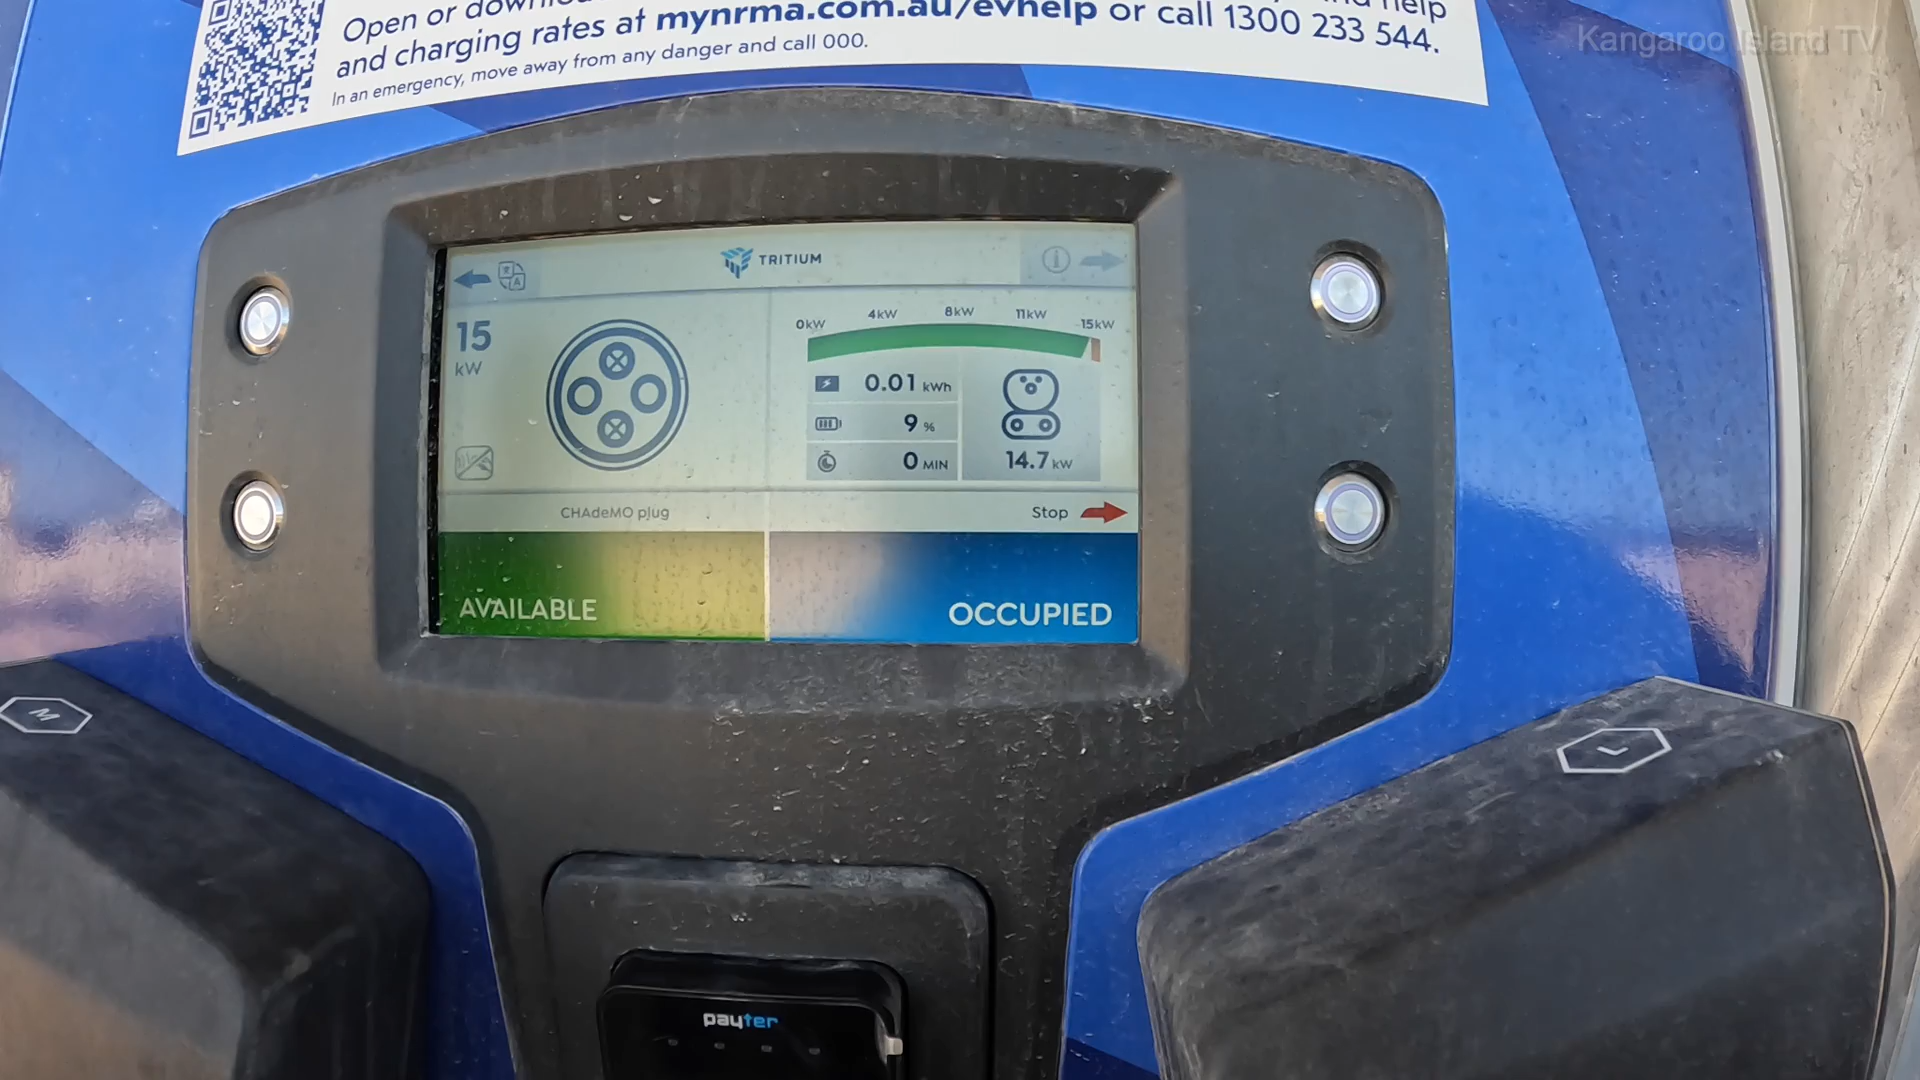 Open or
and charging rates at mynrma.com.au/evhelp or call 1300 233 544.
In an emergency, move away from any danger and call 000.
Kangaroo Island TV
TRITIUM
15
kW
0kW
4kW
8kW
11kW
15kW
0.01 kWh
9 %
0 MIN
14.7 kW
CHAdeMO plug
Stop
AVAILABLE
OCCUPIED
M
L
payter